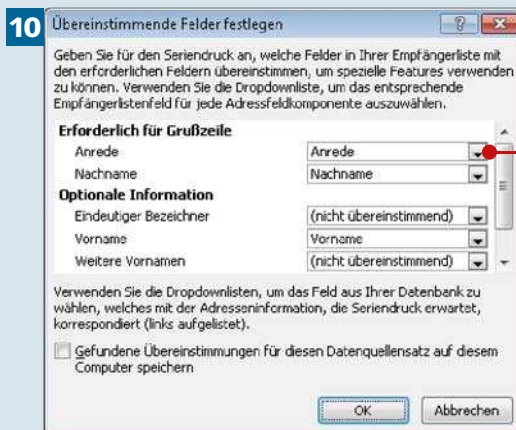 10
Übereinstimmende Felder festlegen
Geben Sie für den Seriendruck an, welche Felder in Ihrer Empfängerliste mit
den erforderlichen Feldern übereinstimmen, um spezielle Features verwenden
zu können. Verwenden Sie die Dropdownliste, um das entsprechende
Empfängerlistenfeld für jede Adressfeldkomponente auszuwählen.
Erforderlich für Grußzeile
Anrede Anrede
Nachname Nachname
Optionale Information
Eindeutiger Bezeichner (nicht übereinstimmend)
Vorname Vorname
Weitere Vornamen (nicht übereinstimmend)
Verwenden Sie die Dropdownlisten, um das Feld aus Ihrer Datenbank zu
wählen, welches mit der Adresseninformation, die Seriendruck erwartet,
korrespondiert (links aufgelistet).
Gefundene Übereinstimmungen für diesen Datenquellensatz auf diesem
Computer speichern
OK Abbrechen